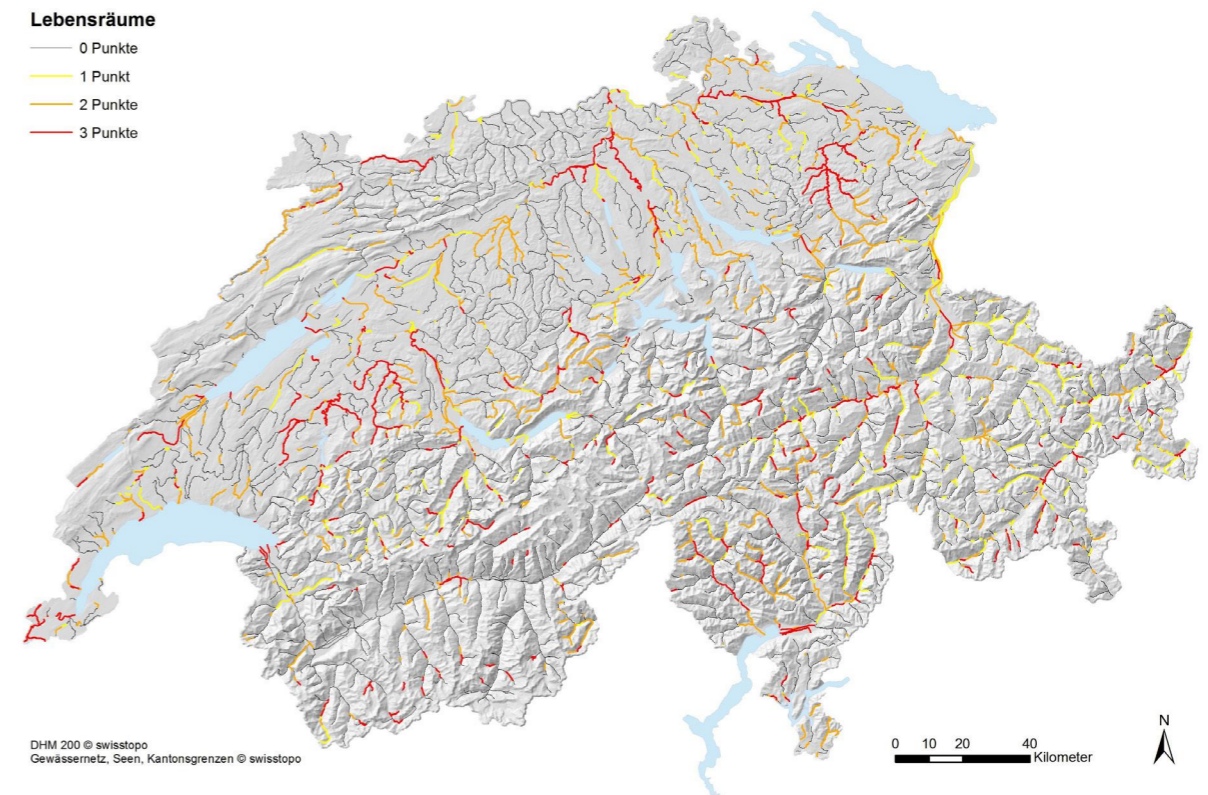 Lebensräume
0 Punkte
1 Punkt
2 Punkte
3 Punkte
DHM 200 © swisstopo
Gewässernetz, Seen, Kantonsgrenzen © swisstopo
0 10 20 40
Kilometer
N